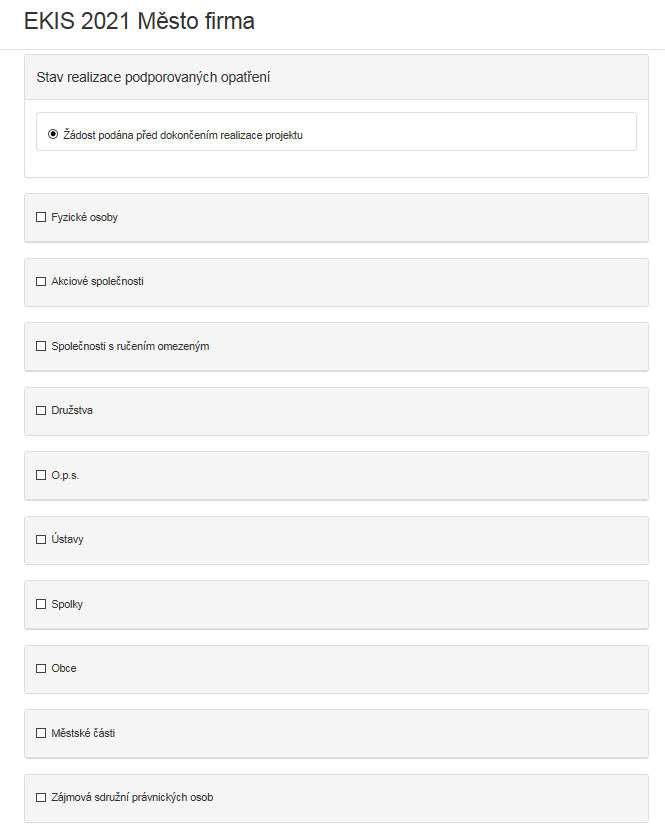 EKIS 2021 Město firma
Stav realizace podporovaných opatření
Žádost podána před dokončením realizace projektu
Fyzické osoby
Akciové společnosti
Společnosti s ručením omezeným
Družstva
O.p.s.
Ústavy
Spolky
Obce
Městské části
Zájmová sdružní právnických osob